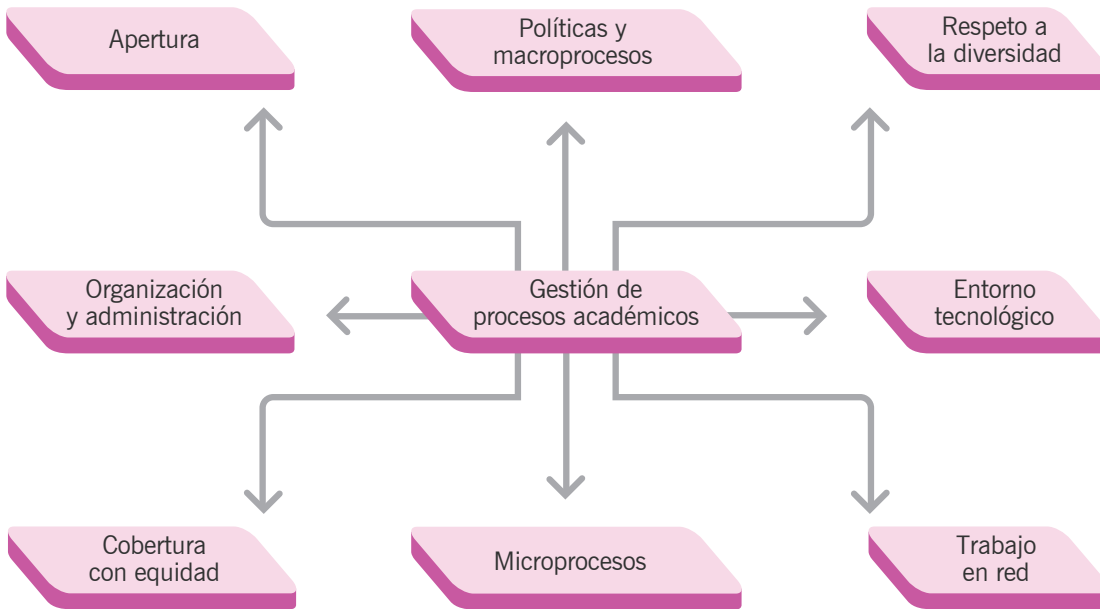 Apertura
Políticas y
macroprocesos
Respeto a
la diversidad
Organización
y administración
Gestión de
procesos académicos
Entorno
tecnológico
Cobertura
con equidad
Microprocesos
Trabajo
en red